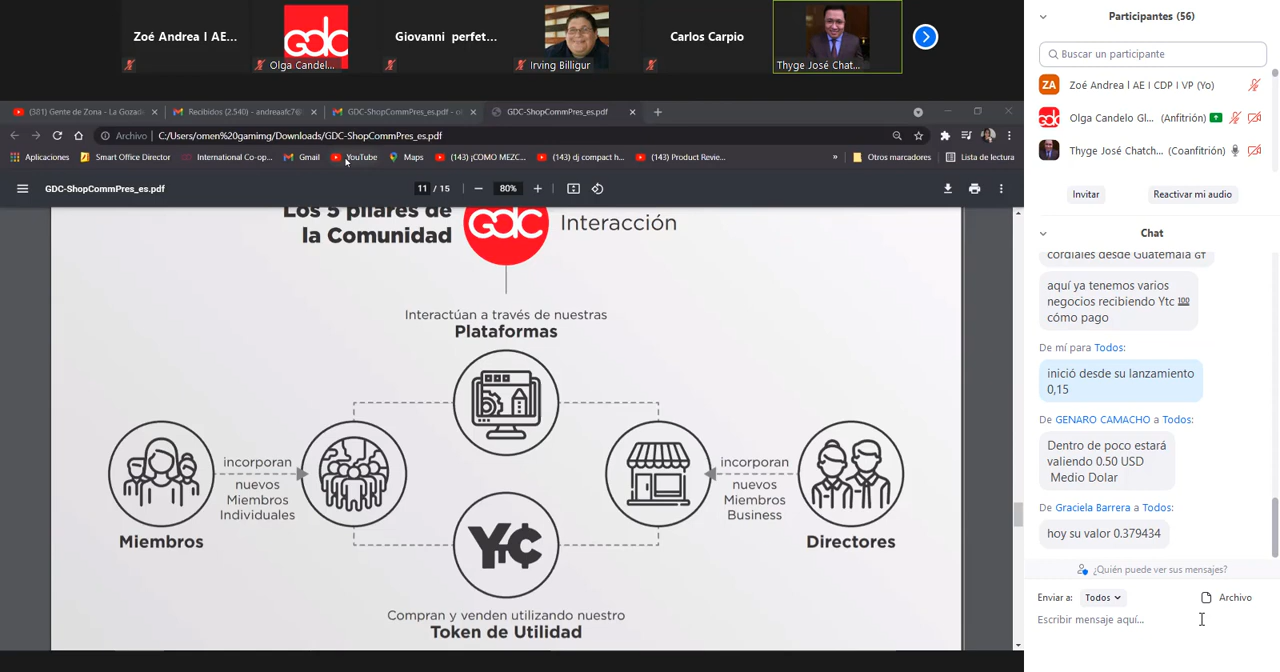 Zoé Andrea l AE...
GDC
Olga Candel...
Giovanni perfet...
Irving Billigur
Carlos Carpio
Thyge José Chat...
(381) Gente de Zona - La Gozade
Recibidos (2.540) - andreaafc7@
GDC-ShopCommPres_es.pdf - c
GDC-ShopCommPres_es.pdf
Archivo
C:/Users/omen%20gamimg/Downloads/GDC-ShopCommPres_es.pdf
Aplicaciones
Smart Office Director
International Co-op...
Gmail
YouTube
Maps
(143) ¡COMO MEZC...
(143) dj compact h...
(143) Product Revie...
»
Otros marcadores
Lista de lectura
GDC-ShopCommPres_es.pdf
11 / 15
80%
Los 5 pilares de
la Comunidad
GDC
Interacción
Interactúan a través de nuestras
Plataformas
incorporan
nuevos
Miembros
Individuales
Miembros
incorporan
nuevos
Miembros
Business
Directores
YTC
Compran y venden utilizando nuestro
Token de Utilidad
Participantes (56)
Buscar un participante
ZA
Zoé Andrea l AE I CDP I VP (Yo)
Olga Candelo Gl... (Anfitrión)
Thyge José Chatch... (Coanfitrión)
Invitar
Reactivar mi audio
Chat
cordiales desde Guatemala GT
aquí ya tenemos varios
negocios recibiendo Ytc 💯
cómo pago
De mí para Todos:
inició desde su lanzamiento
0,15
De GENARO CAMACHO a Todos:
Dentro de poco estará
valiendo 0.50 USD
Medio Dolar
De Graciela Barrera a Todos:
hoy su valor 0.379434
¿Quién puede ver sus mensajes?
Enviar a:
Todos
Archivo
Escribir mensaje aquí...